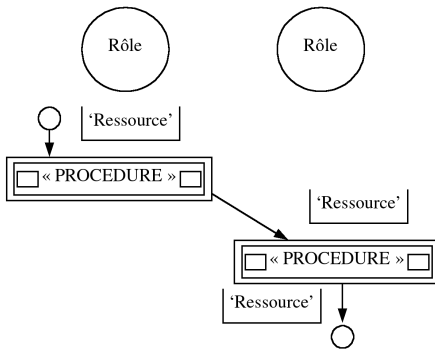 Rôle
Rôle
‘Ressource’
« PROCEDURE »
‘Ressource’
« PROCEDURE »
‘Ressource’